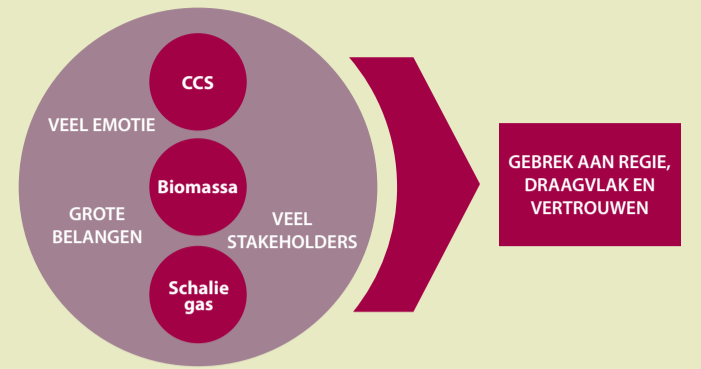 CCS
VEEL EMOTIE
Biomassa
GROTE
BELANGEN
VEEL
STAKEHOLDERS
Schalie
gas
GEBREK AAN REGIE,
DRAAGVLAK EN
VERTROUWEN